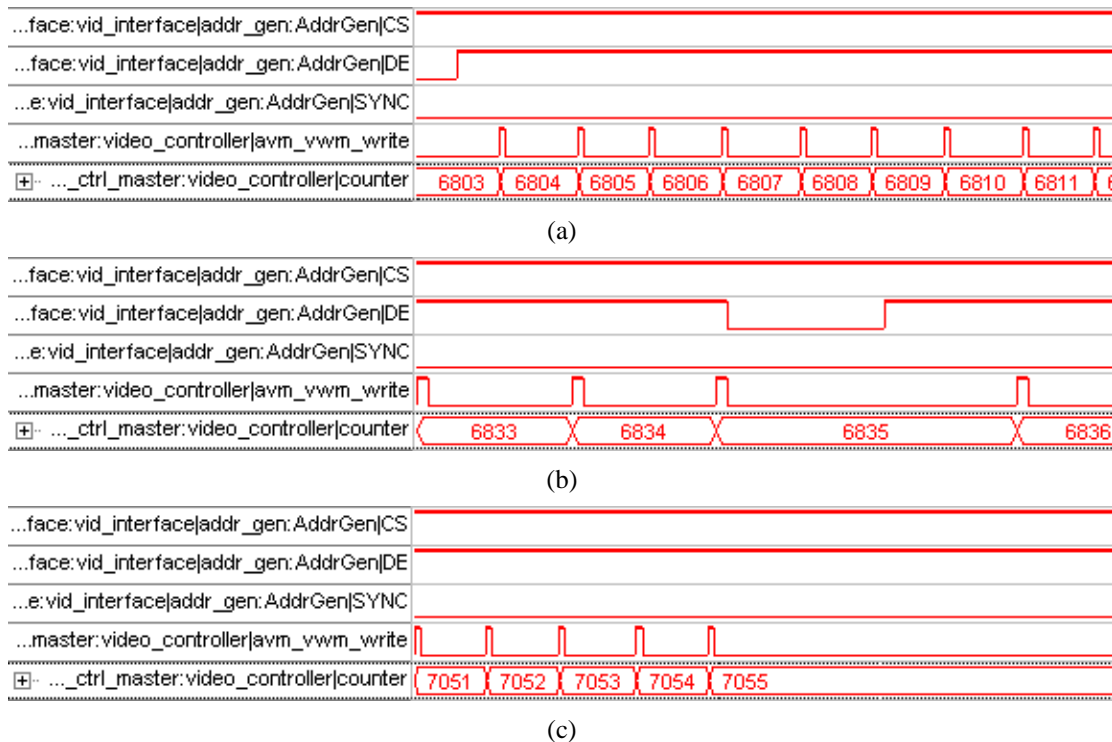 ...face:vid_interface|addr_gen:AddrGen|CS
...face:vid_interface|addr_gen:AddrGen|DE
...e:vid_interface|addr_gen:AddrGen|SYNC
...master:video_controller|avm_vwm_write
..._ctrl_master:video_controller|counter 6803 6804 6805 6806 6807 6808 6809 6810 6811
(a)
...face:vid_interface|addr_gen:AddrGen|CS
...face:vid_interface|addr_gen:AddrGen|DE
...e:vid_interface|addr_gen:AddrGen|SYNC
...master:video_controller|avm_vwm_write
..._ctrl_master:video_controller|counter 6833 6834 6835 6836
(b)
...face:vid_interface|addr_gen:AddrGen|CS
...face:vid_interface|addr_gen:AddrGen|DE
...e:vid_interface|addr_gen:AddrGen|SYNC
...master:video_controller|avm_vwm_write
..._ctrl_master:video_controller|counter 7051 7052 7053 7054 7055
(c)